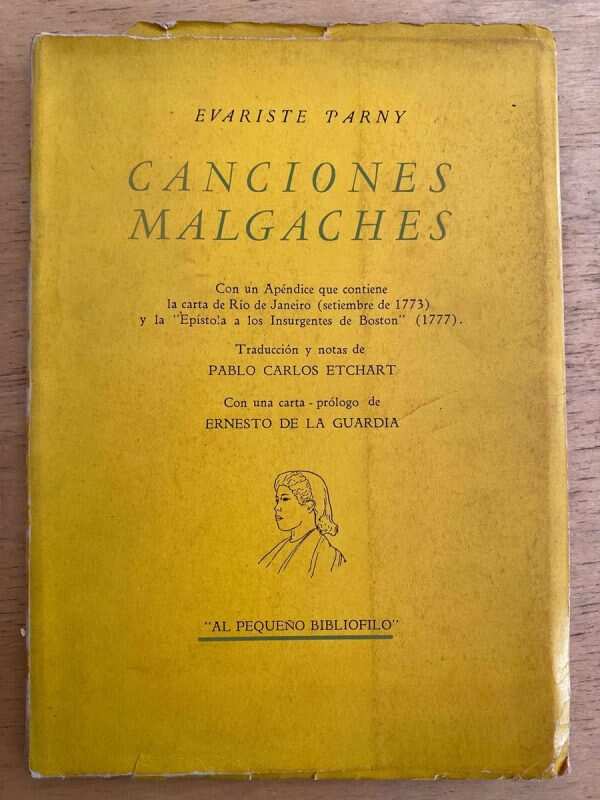 EVARISTE PARNY
CANCIONES
MALGACHES
Con un Apéndice que contiene
la carta de Río de Janeiro (setiembre de 1773)
y la "Epísto!a a los Insurgentes de Boston" (1777).
Traducción y notas de
PABLO CARLOS ETCHART
Con una carta - prólogo de
ERNESTO DE LA GUARDIA
"AL PEQUEÑO BIBLIOFILO"